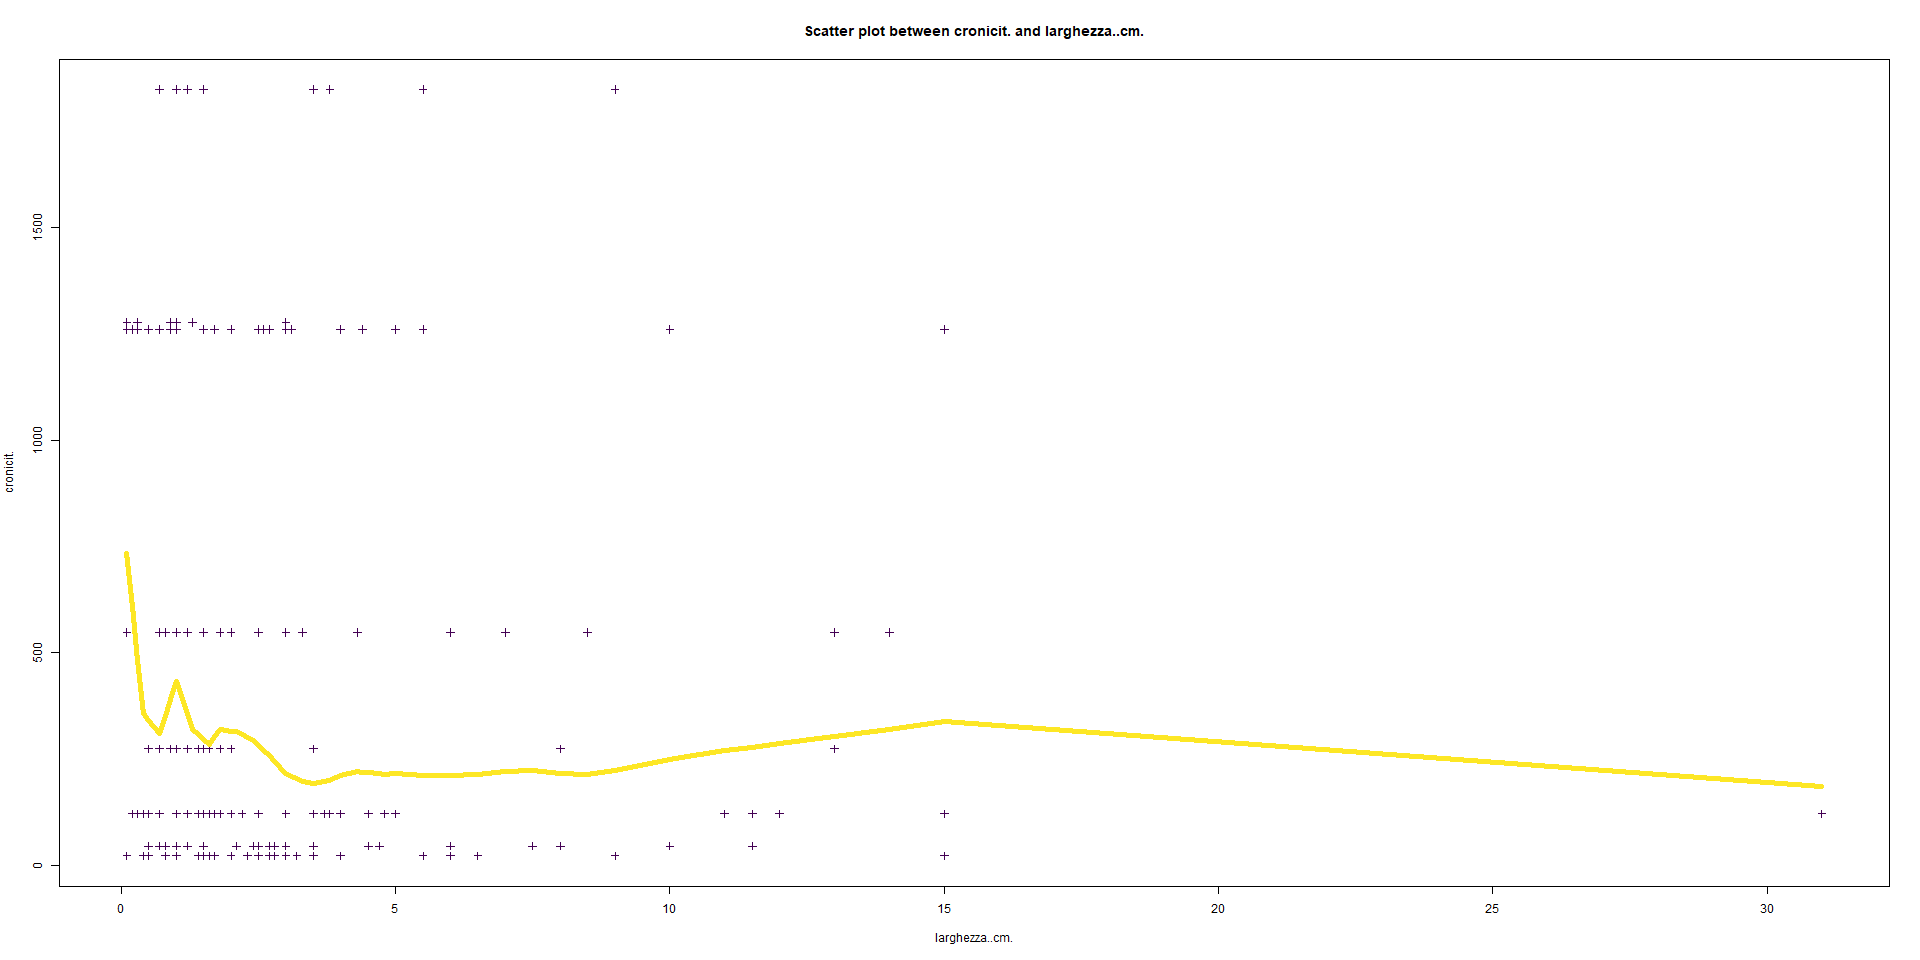 Scatter plot between cronicit. and larghezza..cm.
1500
1000
500
0
cronicit.
0 5 10 15 20 25 30
larghezza..cm.